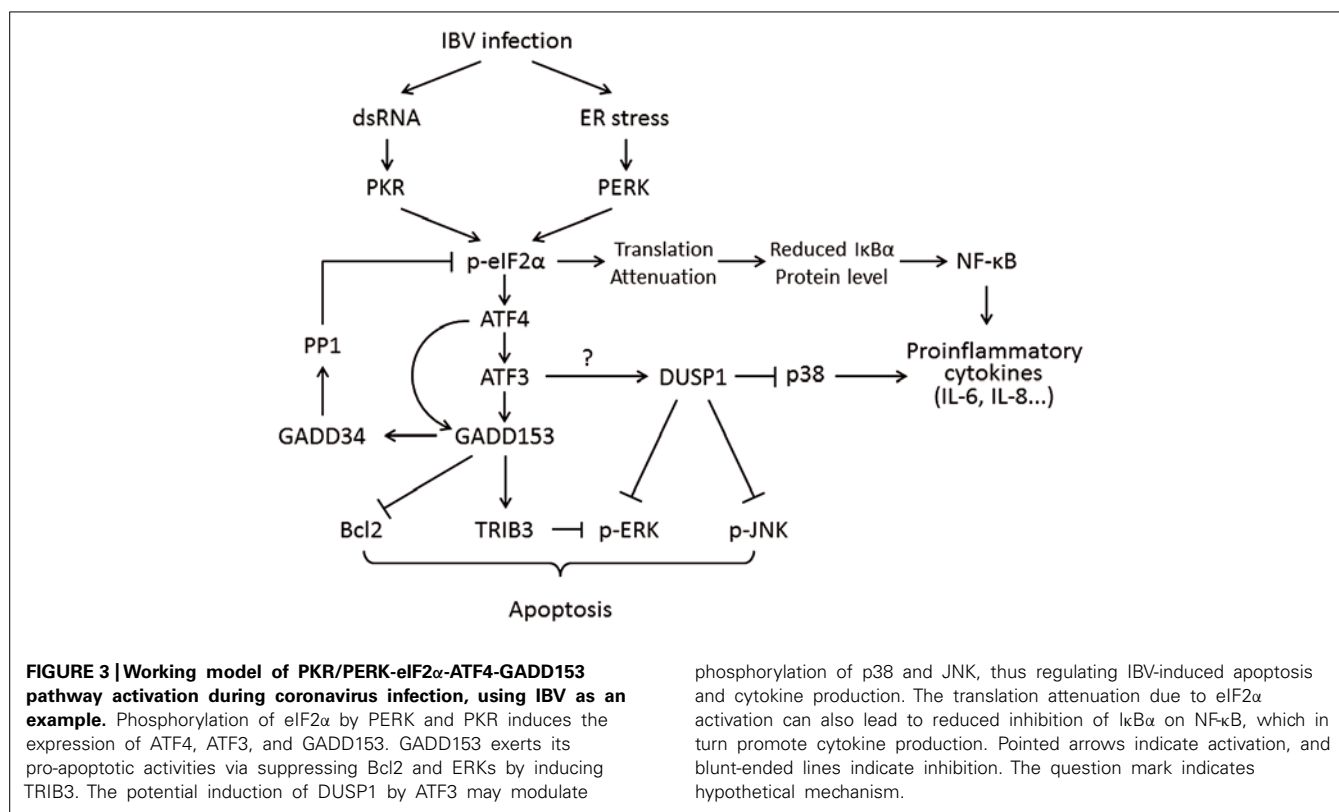 IBV infection
dsRNA
ER stress
PKR
PERK
p-eIF2α
Translation
Attenuation
Reduced IκBα
Protein level
NF-κB
ATF4
PP1
ATF3
?
DUSP1
p38
Proinflammatory
cytokines
(IL-6, IL-8...)
GADD34
GADD153
Bcl2
TRIB3
p-ERK
p-JNK
Apoptosis
FIGURE 3 | Working model of PKR/PERK-eIF2α-ATF4-GADD153
pathway activation during coronavirus infection, using IBV as an
example. Phosphorylation of eIF2α by PERK and PKR induces the
expression of ATF4, ATF3, and GADD153. GADD153 exerts its
pro-apoptotic activities via suppressing Bcl2 and ERKs by inducing
TRIB3. The potential induction of DUSP1 by ATF3 may modulate
phosphorylation of p38 and JNK, thus regulating IBV-induced apoptosis
and cytokine production. The translation attenuation due to eIF2α
activation can also lead to reduced inhibition of IκBα on NF-κB, which in
turn promote cytokine production. Pointed arrows indicate activation, and
blunt-ended lines indicate inhibition. The question mark indicates
hypothetical mechanism.